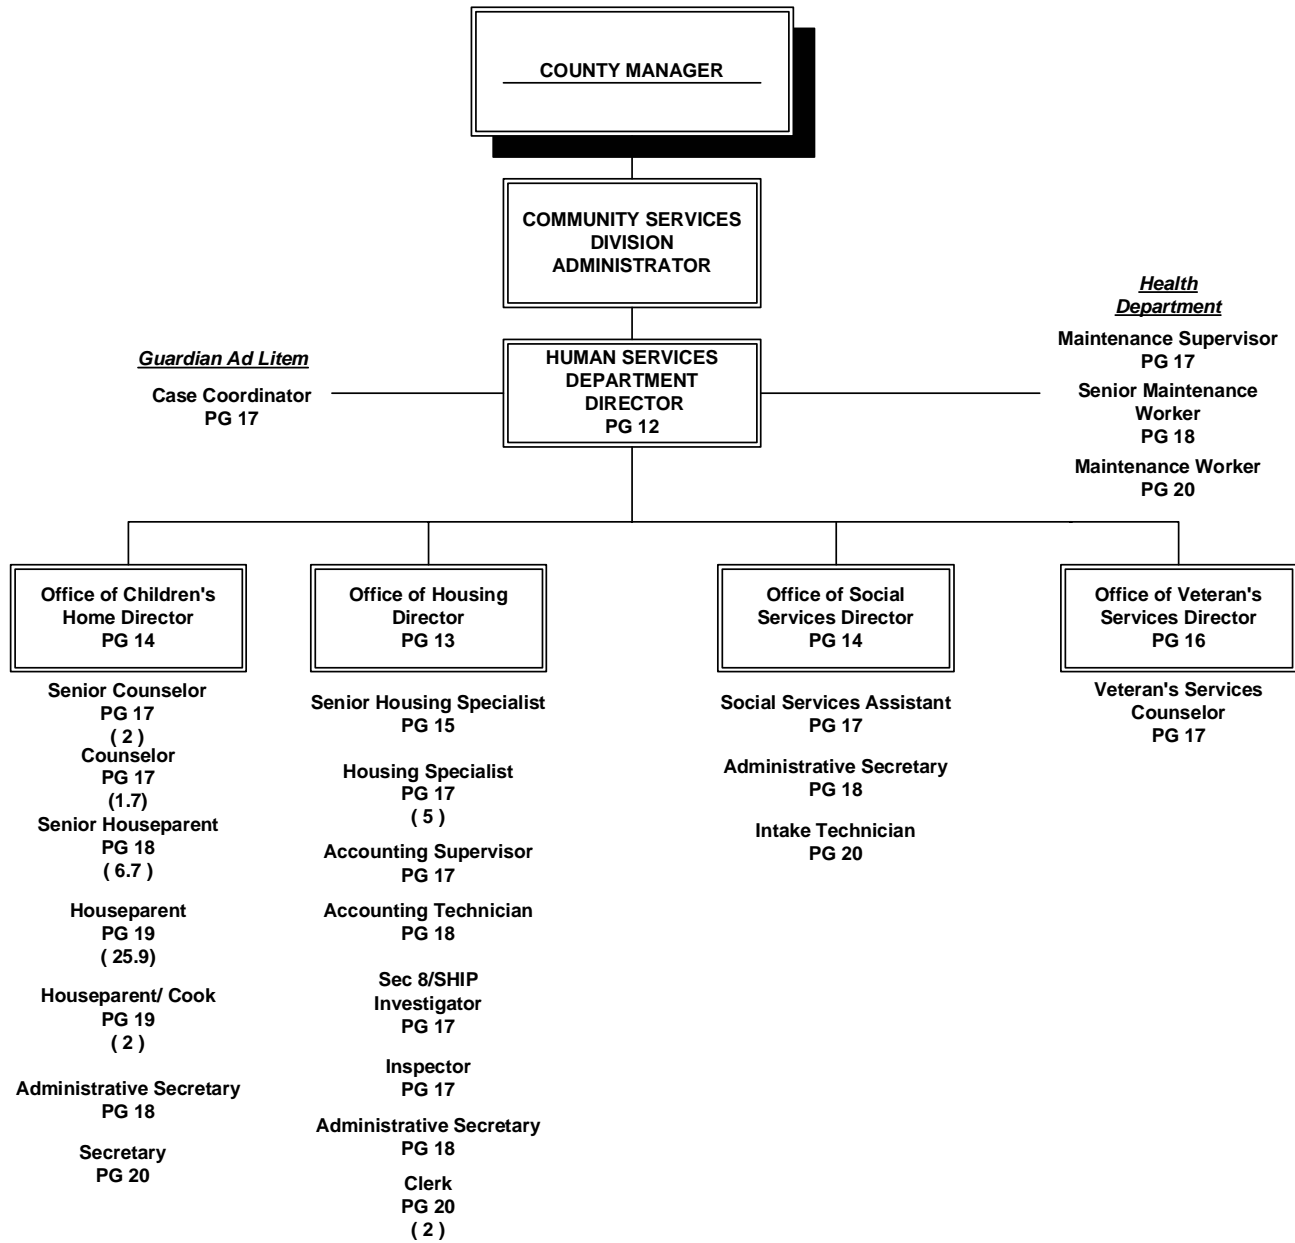 COUNTY MANAGER
COMMUNITY SERVICES
DIVISION
ADMINISTRATOR
HUMAN SERVICES
DEPARTMENT
DIRECTOR
PG 12
Guardian Ad Litem
Case Coordinator
PG 17
Health
Department
Maintenance Supervisor
PG 17
Senior Maintenance
Worker
PG 18
Maintenance Worker
PG 20
Office of Children's
Home Director
PG 14
Senior Counselor
PG 17
( 2 )
Counselor
PG 17
(1.7)
Senior Houseparent
PG 18
( 6.7 )
Houseparent
PG 19
( 25.9)
Houseparent/ Cook
PG 19
( 2 )
Administrative Secretary
PG 18
Secretary
PG 20
Office of Housing
Director
PG 13
Senior Housing Specialist
PG 15
Housing Specialist
PG 17
( 5 )
Accounting Supervisor
PG 17
Accounting Technician
PG 18
Sec 8/SHIP
Investigator
PG 17
Inspector
PG 17
Administrative Secretary
PG 18
Clerk
PG 20
( 2 )
Office of Social
Services Director
PG 14
Social Services Assistant
PG 17
Administrative Secretary
PG 18
Intake Technician
PG 20
Office of Veteran's
Services Director
PG 16
Veteran's Services
Counselor
PG 17